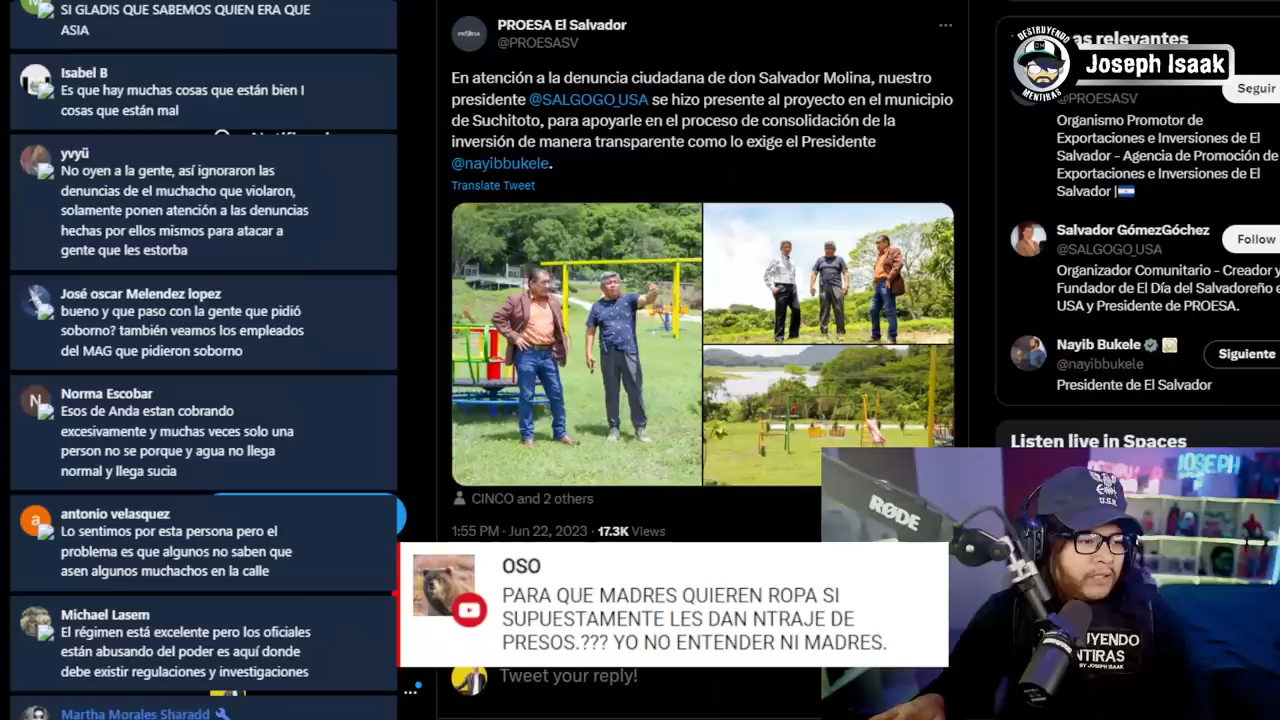 SI GLADIS QUE SABEMOS QUIEN ERA QUE
ASIA
Isabel B
Es que hay muchas cosas que están bien I
cosas que están mal
yvyü
No oyen a la gente, así ignoraron las
denuncias de el muchacho que violaron,
solamente ponen atención a las denuncias
hechas por ellos mismos para atacar a
gente que les estorba
José oscar Melendez lopez
bueno y que paso con la gente que pidió
soborno? también veamos los empleados
del MAG que pidieron soborno
N
Norma Escobar
Esos de Anda estan cobrando
excesivamente y muchas veces solo una
person no se porque y agua no llega
normal y llega sucia
a
antonio velasquez
Lo sentimos por esta persona pero el
problema es que algunos no saben que
asen algunos muchachos en la calle
Michael Lasem
El régimen está excelente pero los oficiales
están abusando del poder es aquí donde
debe existir regulaciones y investigaciones
Martha Morales Sharadd
PROESA El Salvador
@PROESASV
En atención a la denuncia ciudadana de don Salvador Molina, nuestro
presidente @SALGOGO_USA se hizo presente al proyecto en el municipio
de Suchitoto, para apoyarle en el proceso de consolidación de la
inversión de manera transparente como lo exige el Presidente
@nayibbukele.
Translate Tweet
CINCO and 2 others
1:55 PM · Jun 22, 2023 · 17.3K Views
OSO
PARA QUE MADRES QUIEREN ROPA SI
SUPUESTAMENTE LES DAN NTRAJE DE
PRESOS.??? YO NO ENTENDER NI MADRES.
Tweet your reply!
as relevantes
DESTRUYENDO
MENTIRAS
Joseph Isaak
Seguir
@PROESASV
Organismo Promotor de
Exportaciones e Inversiones de El
Salvador - Agencia de Promoción de
Exportaciones e Inversiones de El
Salvador |
Salvador GómezGóchez
Follow
@SALGOGO_USA
Organizador Comunitario - Creador y
Fundador de El Día del Salvadoreño e
USA y Presidente de PROESA.
Nayib Bukele
Siguiente
@nayibbukele
Presidente de El Salvador
Listen live in Spaces
JOSEPH
RØDE
UYENDO
NTIRAS
BY JOSEPH ISAAK